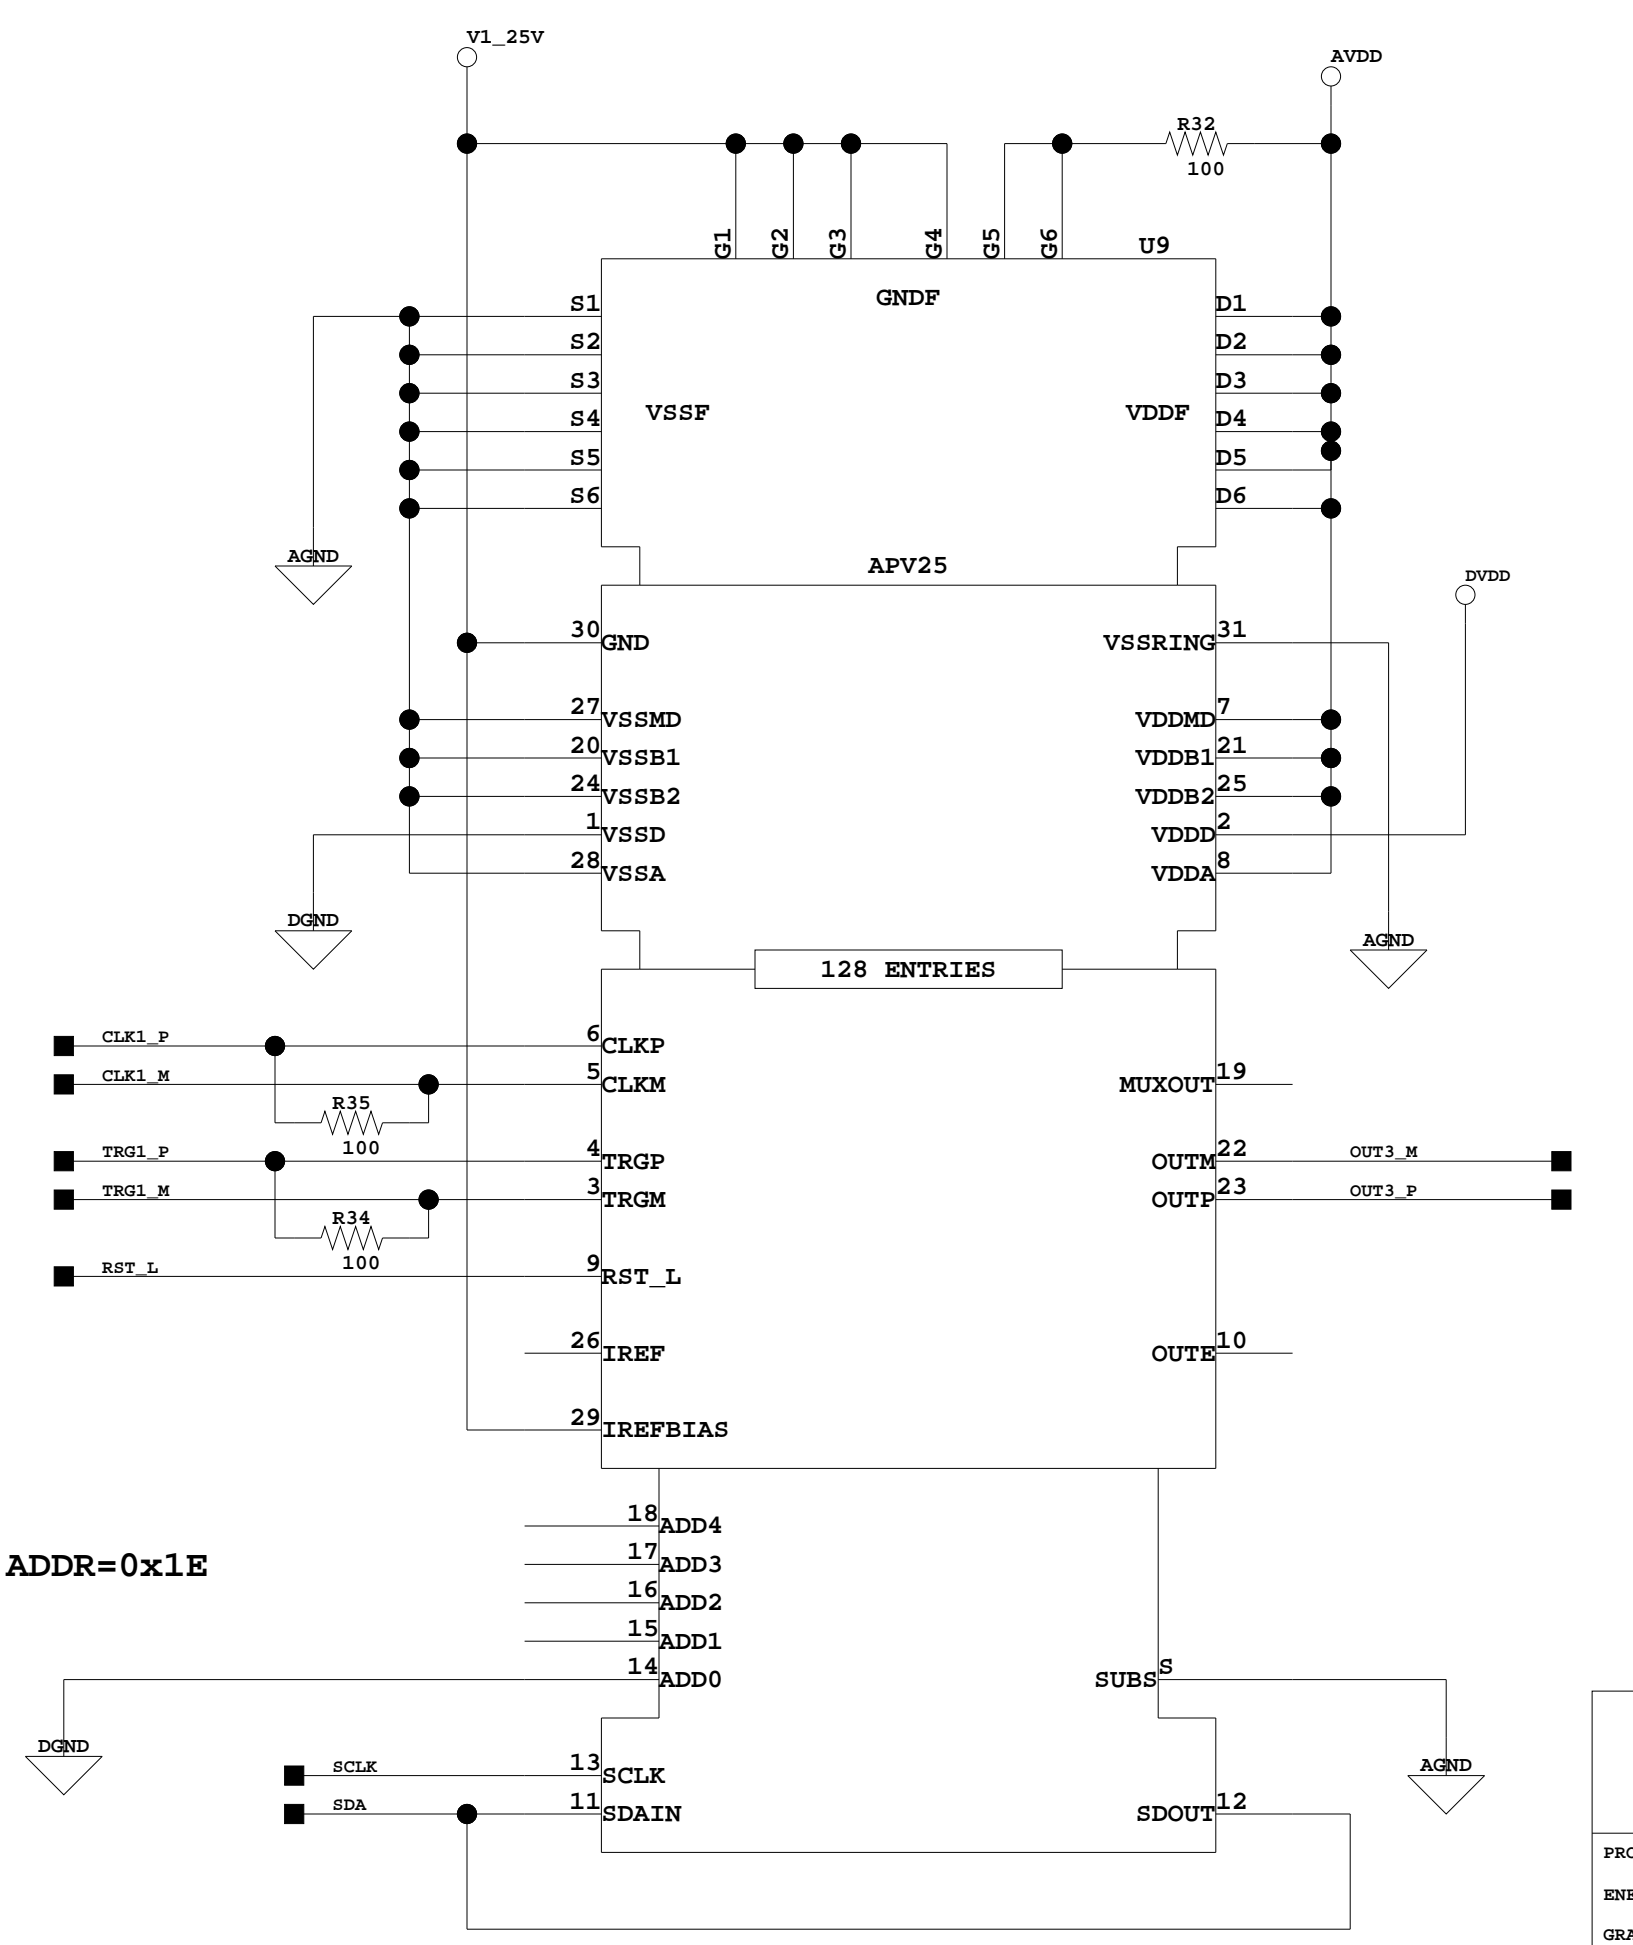 V1_25V
AVDD
R32
100
G1
G2
G3
G4
G5
G6
U9
GNDF
S1
D1
S2
D2
S3
D3
VSSF
VDDF
S4
D4
S5
D5
S6
D6
AGND
APV25
DVDD
30 GND
VSSRING 31
27 VSSMD
VDDMD 7
20 VSSB1
VDDB1 21
24 VSSB2
VDDB2 25
1 VSSD
VDDD 2
28 VSSA
VDDA 8
DGND
AGND
128 ENTRIES
CLK1_P
6 CLKP
CLK1_M
5 CLKM
MUXOUT 19
R35
100
TRG1_P
4 TRGP
OUTM 22
OUT3_M
TRG1_M
3 TRGM
OUTP 23
OUT3_P
R34
100
RST_L
9 RST_L
26 IREF
OUTE 10
29 IREFBIAS
18 ADD4
ADDR=0x1E
17 ADD3
16 ADD2
15 ADD1
14 ADD0
SUBS S
DGND
AGND
SCLK
13 SCLK
SDA
11 SDAIN
SDOUT 12